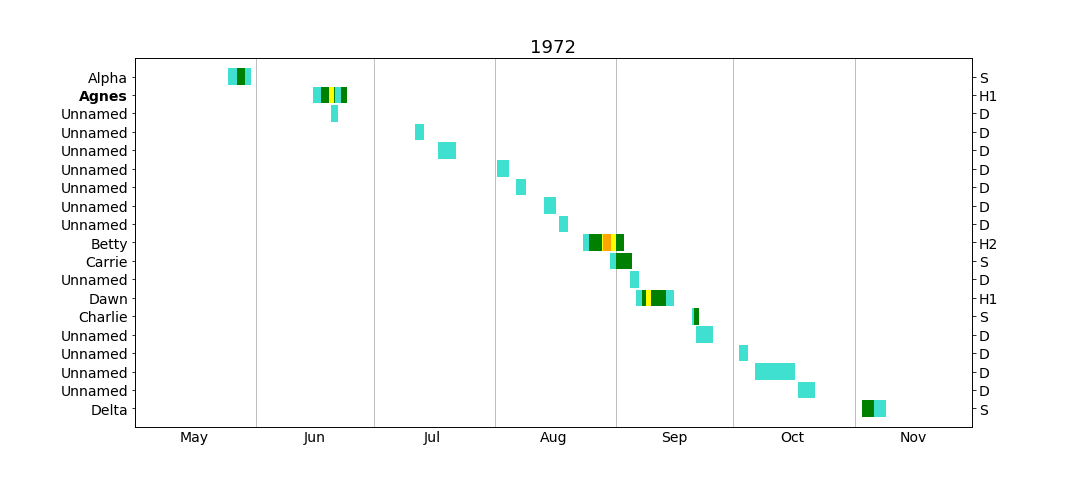 1972
Alpha S
Agnes H1
Unnamed D
Unnamed D
Unnamed D
Unnamed D
Unnamed D
Unnamed D
Unnamed D
Betty H2
Carrie S
Unnamed D
Dawn H1
Charlie S
Unnamed D
Unnamed D
Unnamed D
Unnamed D
Delta S
May Jun Jul Aug Sep Oct Nov